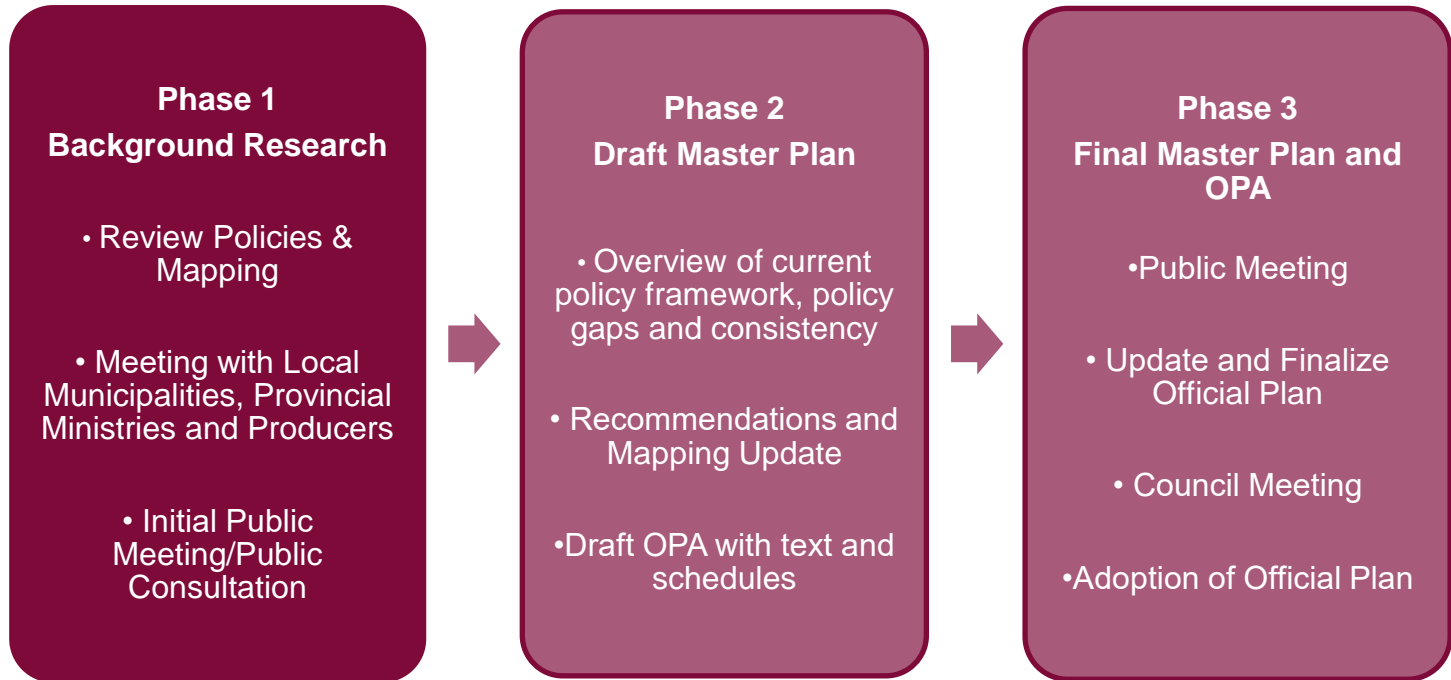 Phase 1
Background Research
• Review Policies &
Mapping
• Meeting with Local
Municipalities, Provincial
Ministries and Producers
• Initial Public
Meeting/Public
Consultation
Phase 2
Draft Master Plan
• Overview of current
policy framework, policy
gaps and consistency
• Recommendations and
Mapping Update
•Draft OPA with text and
schedules
Phase 3
Final Master Plan and
OPA
•Public Meeting
• Update and Finalize
Official Plan
• Council Meeting
•Adoption of Official Plan